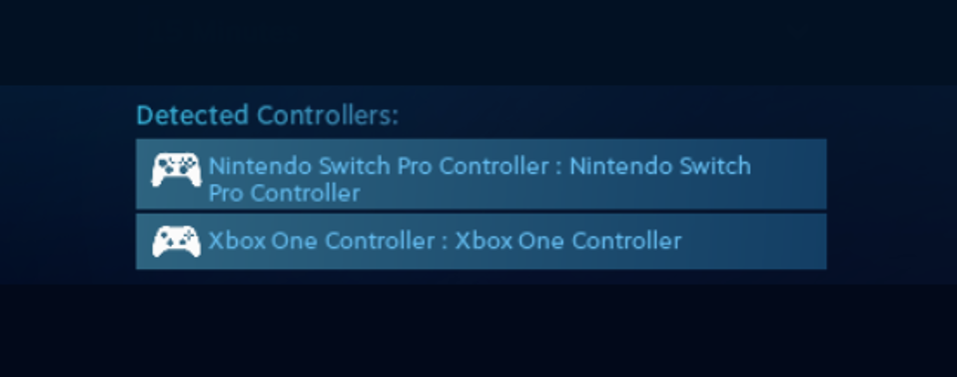 Detected Controllers:
Nintendo Switch Pro Controller : Nintendo Switch
Pro Controller
Xbox One Controller : Xbox One Controller